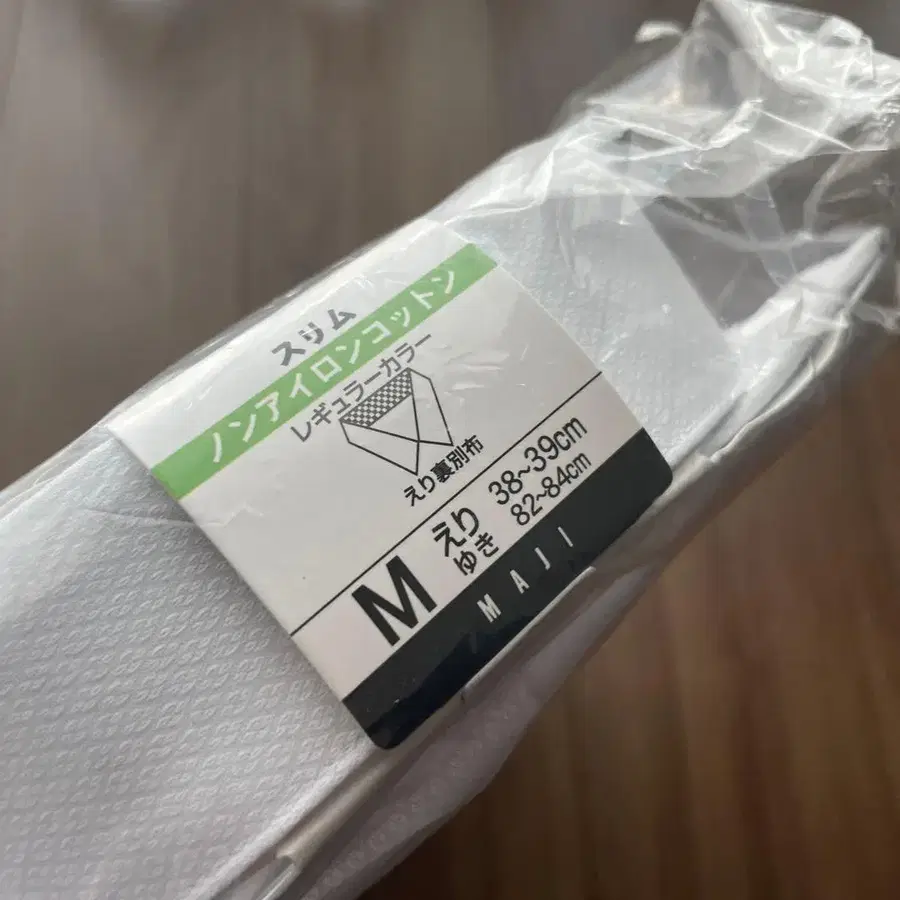 スリム
ノンアイロンコットン
レギュラーカラー
えり裏別布
M えり 38~39cm
ゆき 82~84cm
MAJI